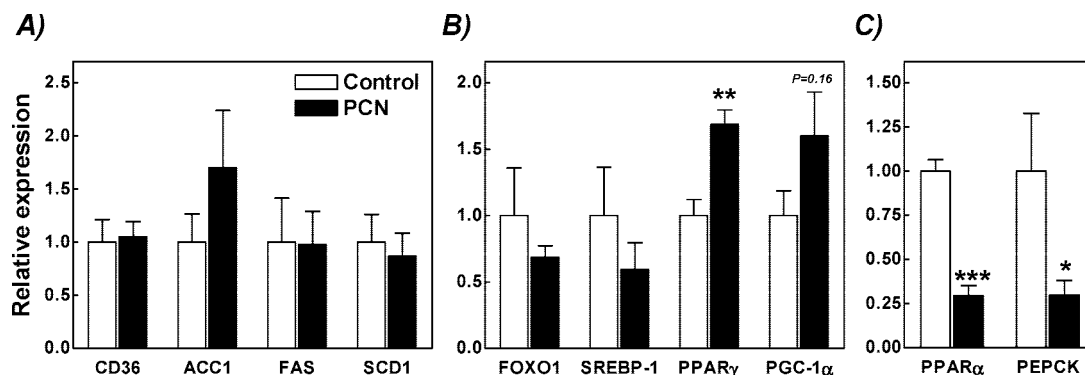 A)
B)
C)
Relative expression
2.5
2.0
1.5
1.0
0.5
0.0
Control
PCN
CD36 ACC1 FAS SCD1
2.0
1.5
1.0
0.5
0.0
**
P=0.16
FOXO1 SREBP-1 PPARγ PGC-1α
1.50
1.25
1.00
0.75
0.50
0.25
0.00
***
*
PPARα PEPCK